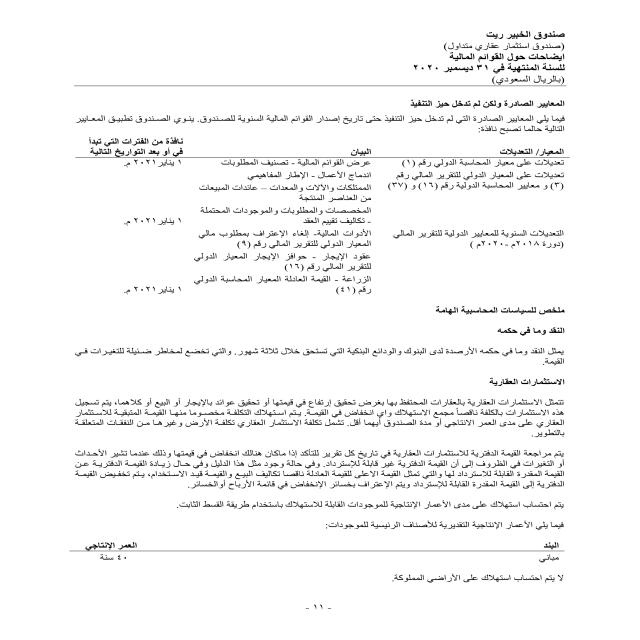 صندوق الخبير ريت
(صندوق استثمار عقاري متداول)
إيضاحات حول القوائم المالية
للسنة المنتهية في ٣١ ديسمبر ٢٠٢٠
(بالريال السعودي)
المعايير الصادرة ولكن لم تدخل حيز التنفيذ
فيما يلي المعايير الصادرة التي لم تدخل حيز التنفيذ حتى تاريخ إصدار القوائم المالية السنوية للصندوق. ينوي الصندوق تطبيق المعايير
التالية حالما تصبح نافذة:
المعيار/ التعديلات البيان نافذة من الفترات التي تبدأ
في أو بعد التواريخ التالية
تعديلات على معيار المحاسبة الدولي رقم (١) عرض القوائم المالية - تصنيف المطلوبات ١ يناير ٢٠٢١ م.
تعديلات على المعيار الدولي للتقرير المالي رقم اندماج الأعمال - الإطار المفاهيمي
(٣) و معايير المحاسبة الدولية رقم (١٦) و (٣٧) الممتلكات والآلات والمعدات – عائدات المبيعات
من العناصر المنتجة
المخصصات والمطلوبات والموجودات المحتملة
- تكاليف تقييم العقد ١ يناير ٢٠٢١ م.
التعديلات السنوية للمعايير الدولية للتقرير المالي الأدوات المالية- إلغاء الإعتراف بمطلوب مالي
(دورة ٢٠١٨م -٢٠٢٠م ) المعيار الدولي للتقرير المالي رقم (٩)
عقود الإيجار - حوافز الإيجار المعيار الدولي
للتقرير المالي رقم (١٦)
الزراعة - القيمة العادلة المعيار المحاسبة الدولي
رقم (٤١) ١ يناير ٢٠٢١ م.
ملخص للسياسات المحاسبية الهامة
النقد وما في حكمه
يمثل النقد وما في حكمه الأرصدة لدى البنوك والودائع البنكية التي تستحق خلال ثلاثة شهور. والتي تخضع لمخاطر ضئيلة للتغيرات في
القيمة.
الاستثمارات العقارية
تتمثل الاستثمارات العقارية بالعقارات المحتفظ بها بغرض تحقيق إرتفاع في قيمتها أو تحقيق عوائد بالإيجار أو البيع أو كلاهما، يتم تسجيل
هذه الاستثمارات بالكلفة ناقصاً مجمع الاستهلاك واي انخفاض في القيمة. يتم استهلاك التكلفة مخصوما منها القيمة المتبقية للاستثمار
العقاري على مدى العمر الانتاجي أو مدة الصندوق أيهما أقل. تشمل تكلفة الاستثمار العقاري تكلفة الأرض وغيرها من النفقات المتعلقة
بالتطوير.
يتم مراجعة القيمة الدفترية للاستثمارات العقارية في تاريخ كل تقرير للتأكد إذا ماكان هنالك انخفاض في قيمتها وذلك عندما تشير الأحداث
أو التغيرات في الظروف إلى أن القيمة الدفترية غير قابلة للإسترداد. وفي حالة وجود مثل هذا الدليل وفي حال زيادة القيمة الدفترية عن
القيمة المقدرة القابلة للاسترداد لها والتي تمثل الاعلى للقيمة العادلة ناقصا تكاليف البيع والقيمة قيد الاستخدام، يتم تخفيض القيمة
الدفترية إلى القيمة المقدرة القابلة للإسترداد ويتم الإعتراف بخسائر الإنخفاض في قائمة الأرباح أوالخسائر.
يتم احتساب استهلاك على مدى الأعمار الإنتاجية للموجودات القابلة للاستهلاك باستخدام طريقة القسط الثابت.
فيما يلي الأعمار الإنتاجية التقديرية للأصناف الرئيسية للموجودات:
البند العمر الإنتاجي
مباني ٤٠ سنة
لا يتم احتساب استهلاك على الأراضي المملوكة.
- ١١ -